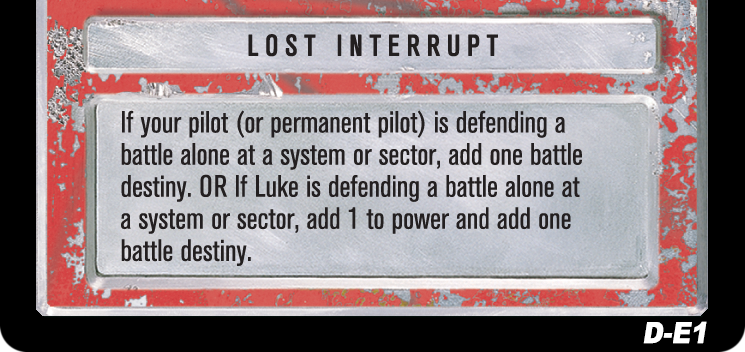 LOST INTERRUPT
If your pilot (or permanent pilot) is defending a
battle alone at a system or sector, add one battle
destiny. OR If Luke is defending a battle alone at
a system or sector, add 1 to power and add one
battle destiny.
D-E1